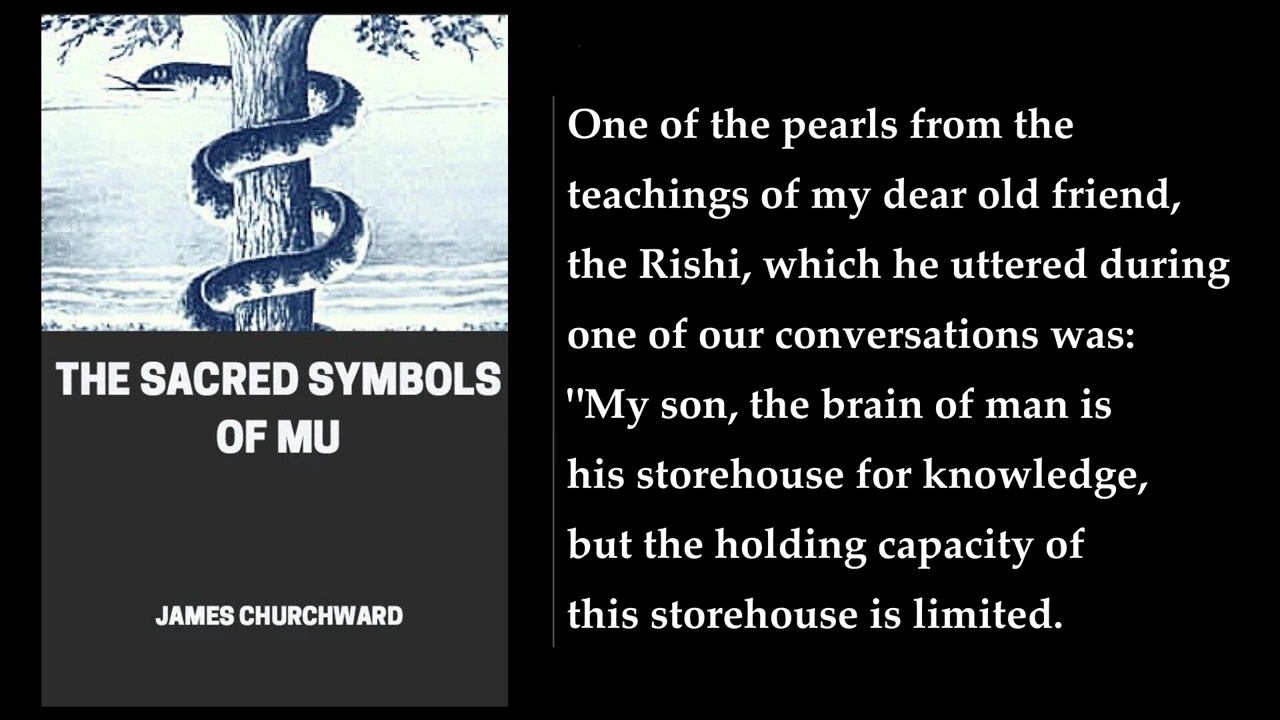 THE SACRED SYMBOLS
OF MU
JAMES CHURCHWARD
One of the pearls from the
teachings of my dear old friend,
the Rishi, which he uttered during
one of our conversations was:
"My son, the brain of man is
his storehouse for knowledge,
but the holding capacity of
this storehouse is limited.